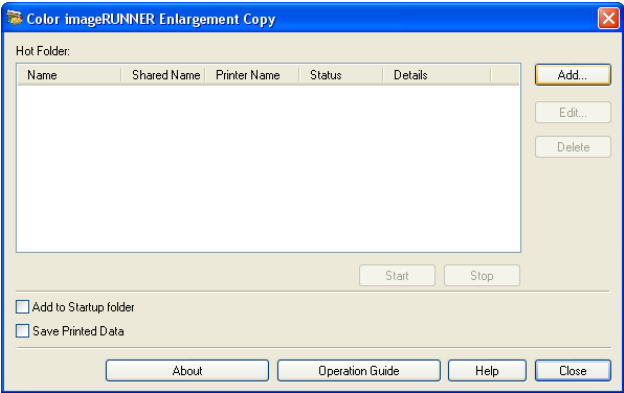 Color imageRUNNER Enlargement Copy
Hot Folder:
Name Shared Name Printer Name Status Details
Add...
Edit...
Delete
Start Stop
Add to Startup folder
Save Printed Data
About Operation Guide Help Close